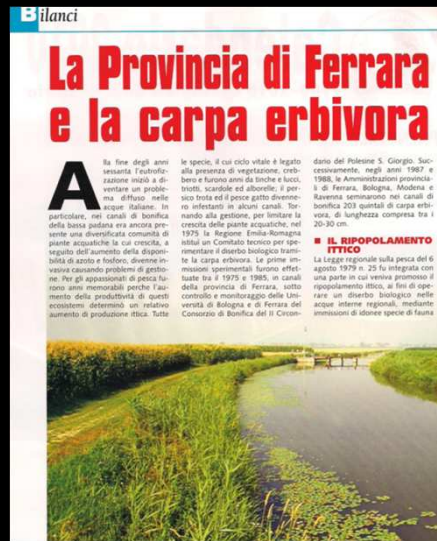 Bilanci
La Provincia di Ferrara
e la carpa erbivora
Alla fine degli anni
sessanta l'eutrofiz-
zazione iniziò a di-
ventare un proble-
ma diffuso nelle
acque italiane. In
particolare, nei canali di bonifica
della bassa padana era ancora pre-
sente una diversificata comunità di
piante acquatiche la cui crescita, a
seguito dell'aumento della disponi-
bilità di azoto e fosforo, divenne in-
vasiva causando problemi di gestio-
ne. Per gli appassionati di pesca fu-
rono anni memorabili perché l'au-
mento della produttività di questi
ecosistemi determinò un relativo
aumento di produzione ittica. Tutte
le specie, il cui ciclo vitale è legato
alla presenza di vegetazione, creb-
bero e furono anni da tinche e lucci,
triotti, scardole ed alborelle; il per-
sico trota ed il pesce gatto divenne-
ro infestanti in alcuni canali. Tor-
nando alla gestione, per limitare la
crescita delle piante acquatiche, nel
1975 la Regione Emilia-Romagna
istituì un Comitato tecnico per spe-
rimentare il diserbo biologico trami-
te la carpa erbivora. Le prime im-
missioni sperimentali furono effet-
tuate tra il 1975 e 1985, in canali
della provincia di Ferrara, sotto
controllo e monitoraggio delle Uni-
versità di Bologna e di Ferrara del
Consorzio di Bonifica del II Circon-
dario del Polesine S. Giorgio. Suc-
cessivamente, negli anni 1987 e
1988, le Amministrazioni provincia-
li di Ferrara, Bologna, Modena e
Ravenna seminarono nei canali di
bonifica 203 quintali di carpa erbi-
vora, di lunghezza compresa tra i
20-30 cm.
■ IL RIPOPOLAMENTO
ITTICO
La Legge regionale sulla pesca del 6
agosto 1979 n. 25 fu integrata con
una parte in cui veniva promosso il
ripopolamento ittico, ai fini di ope-
rare un diserbo biologico nelle
acque interne regionali, mediante
immissioni di idonee specie di fauna